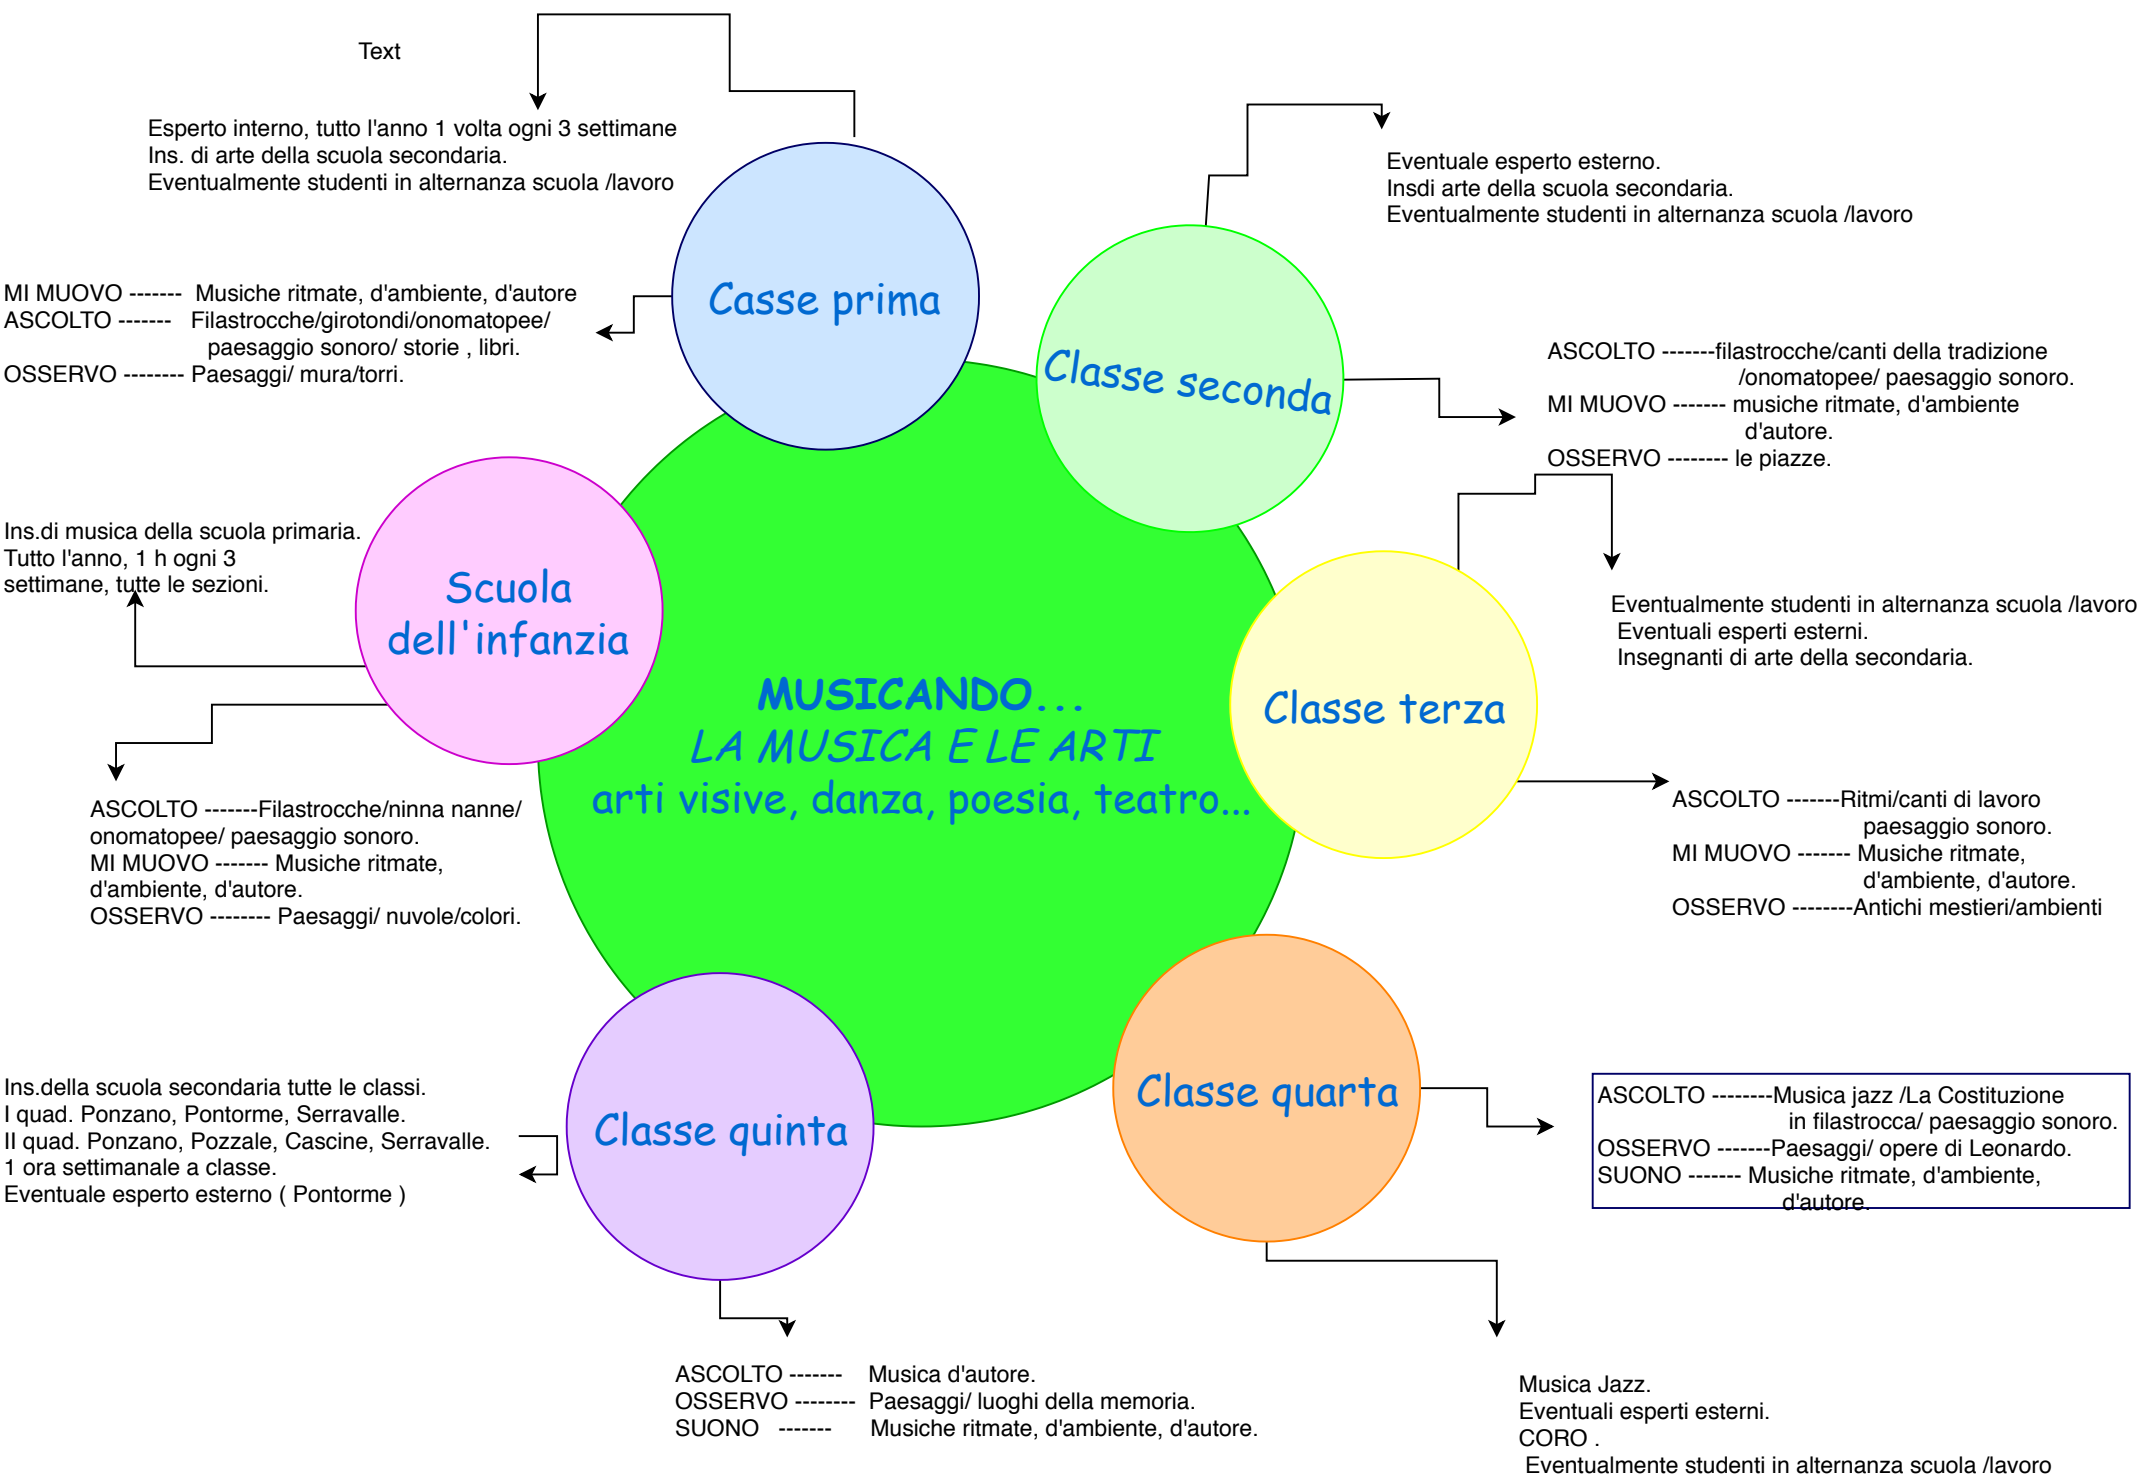 Text
Esperto interno, tutto l'anno 1 volta ogni 3 settimane
Ins. di arte della scuola secondaria.
Eventualmente studenti in alternanza scuola /lavoro
Eventuale esperto esterno.
Insdi arte della scuola secondaria.
Eventualmente studenti in alternanza scuola /lavoro
Casse prima
MI MUOVO ------- Musiche ritmate, d'ambiente, d'autore
ASCOLTO ------- Filastrocche/girotondi/onomatopee/
paesaggio sonoro/ storie , libri.
OSSERVO -------- Paesaggi/ mura/torri.
Classe seconda
ASCOLTO -------filastrocche/canti della tradizione
/onomatopee/ paesaggio sonoro.
MI MUOVO ------- musiche ritmate, d'ambiente
d'autore.
OSSERVO -------- le piazze.
Ins.di musica della scuola primaria.
Tutto l'anno, 1 h ogni 3
settimane, tutte le sezioni.
Scuola
dell'infanzia
Eventualmente studenti in alternanza scuola /lavoro
Eventuali esperti esterni.
Insegnanti di arte della secondaria.
Classe terza
MUSICANDO...
LA MUSICA E LE ARTI
arti visive, danza, poesia, teatro...
ASCOLTO -------Filastrocche/ninna nanne/
onomatopee/ paesaggio sonoro.
MI MUOVO ------- Musiche ritmate,
d'ambiente, d'autore.
OSSERVO -------- Paesaggi/ nuvole/colori.
ASCOLTO -------Ritmi/canti di lavoro
paesaggio sonoro.
MI MUOVO ------- Musiche ritmate,
d'ambiente, d'autore.
OSSERVO --------Antichi mestieri/ambienti
Ins.della scuola secondaria tutte le classi.
I quad. Ponzano, Pontorme, Serravalle.
II quad. Ponzano, Pozzale, Cascine, Serravalle.
1 ora settimanale a classe.
Eventuale esperto esterno ( Pontorme )
Classe quinta
Classe quarta
ASCOLTO --------Musica jazz /La Costituzione
in filastrocca/ paesaggio sonoro.
OSSERVO -------Paesaggi/ opere di Leonardo.
SUONO ------- Musiche ritmate, d'ambiente,
d'autore.
ASCOLTO ------- Musica d'autore.
OSSERVO -------- Paesaggi/ luoghi della memoria.
SUONO ------- Musiche ritmate, d'ambiente, d'autore.
Musica Jazz.
Eventuali esperti esterni.
CORO .
Eventualmente studenti in alternanza scuola /lavoro